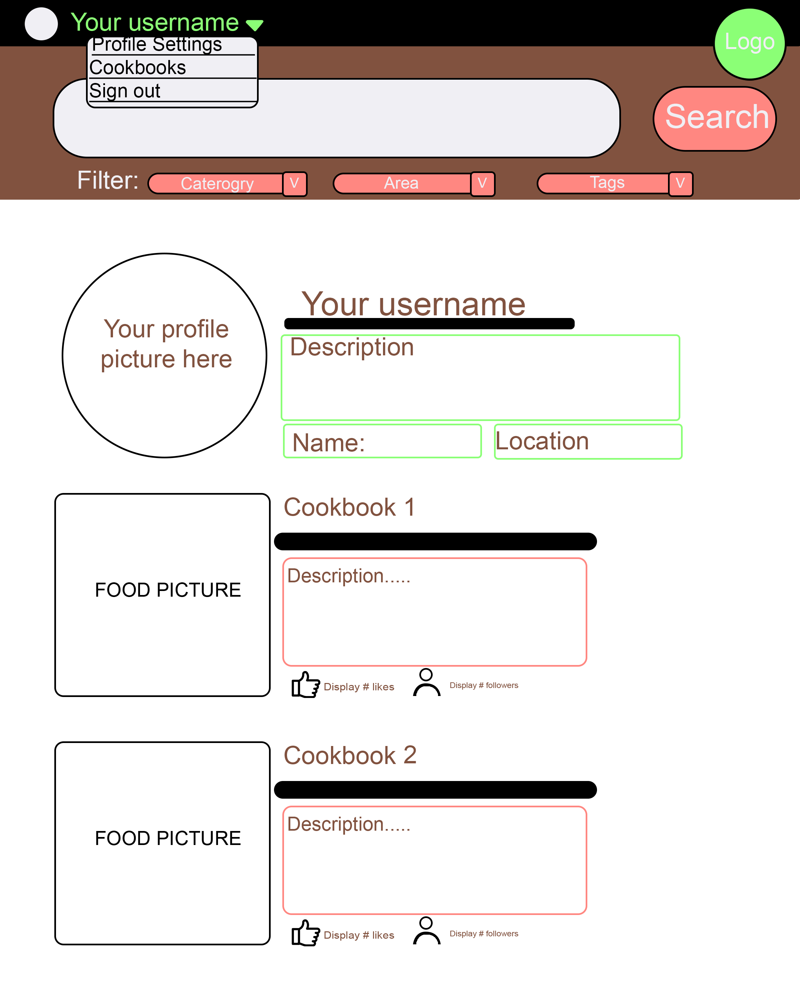 Your username
Logo
Profile Settings
Cookbooks
Sign out
Search
Filter:
Caterogry
V
Area
V
Tags
V
Your profile
picture here
Your username
Description
Name:
Location
Cookbook 1
FOOD PICTURE
Description.....
Display # likes
Display # followers
Cookbook 2
FOOD PICTURE
Description.....
Display # likes
Display # followers